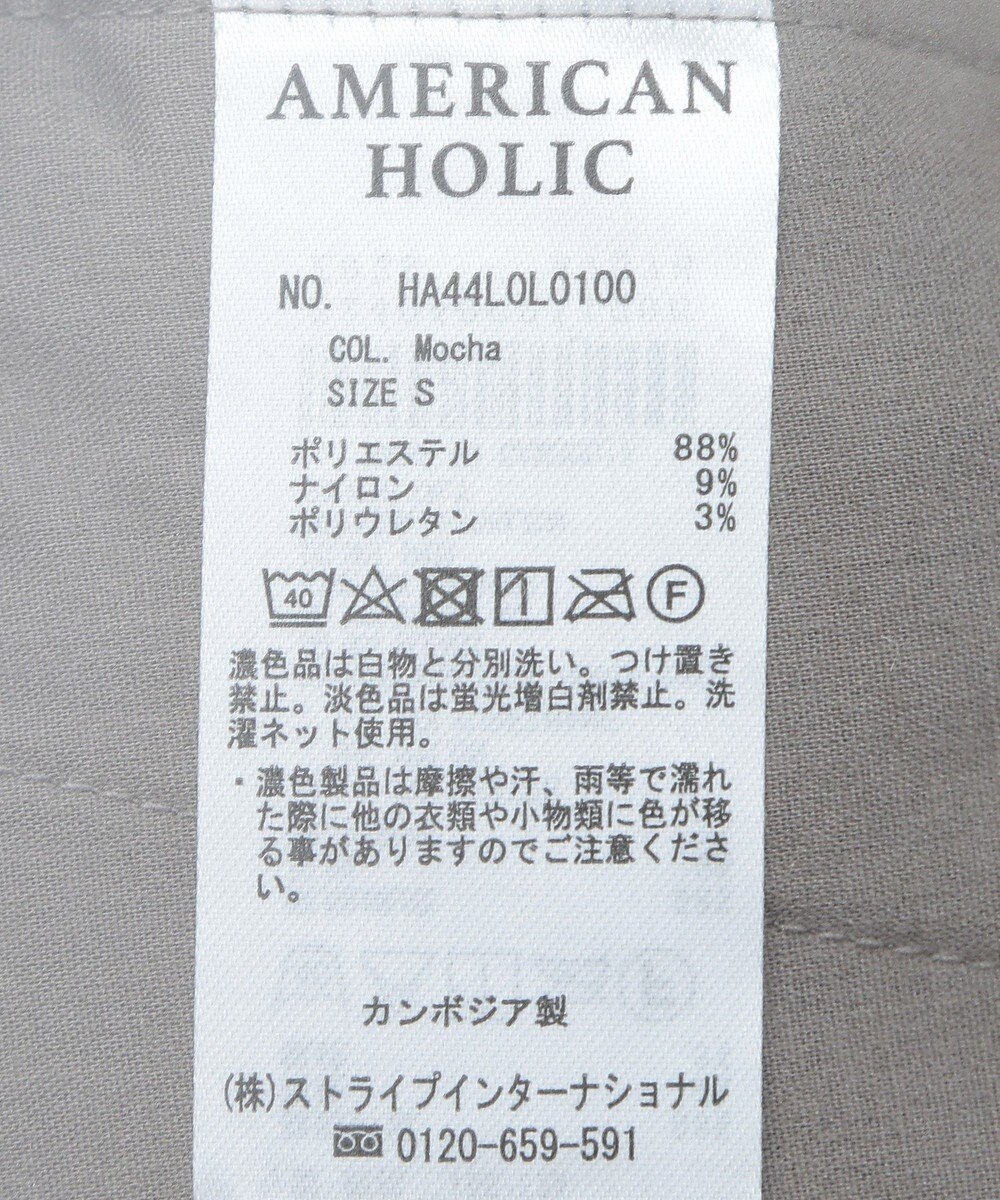 AMERICAN
HOLIC
NO. HA44L0L0100
COL. Mocha
SIZE S
ポリエステル 88%
ナイロン 9%
ポリウレタン 3%
40 1 F
濃色品は白物と分別洗い。つけ置き
禁止。淡色品は蛍光増白剤禁止。洗
濯ネット使用。
・濃色製品は摩擦や汗、雨等で濡れ
た際に他の衣類や小物類に色が移
る事がありますのでご注意くださ
い。
カンボジア製
(株)ストライプインターナショナル
0120-659-591